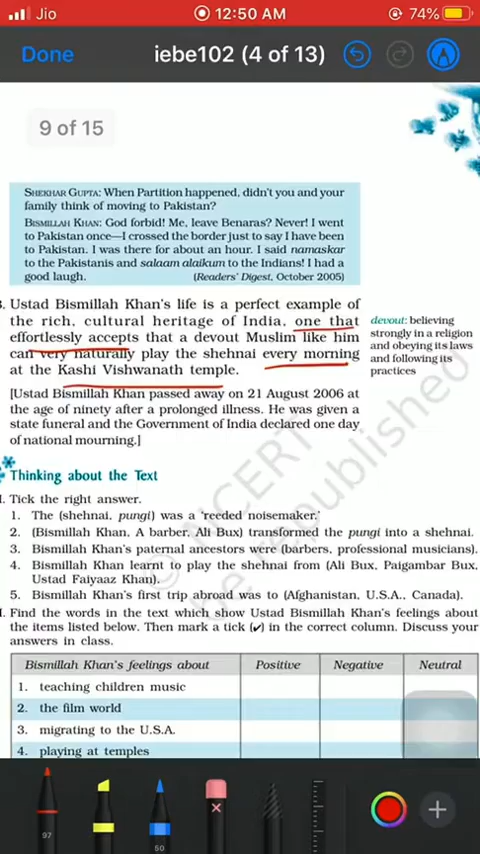 Jio
12:50 AM
74%
Done
iebe102 (4 of 13)
9 of 15
SHEKHAR GUPTA: When Partition happened, didn't you and your
family think of moving to Pakistan?
BISMILLAH KHAN: God forbid! Me, leave Benaras? Never! I went
to Pakistan once—I crossed the border just to say I have been
to Pakistan. I was there for about an hour. I said namaskar
to the Pakistanis and salaam alaikum to the Indians! I had a
good laugh. (Readers' Digest, October 2005)
Ustad Bismillah Khan's life is a perfect example of
the rich, cultural heritage of India, one that
effortlessly accepts that a devout Muslim like him
can very naturally play the shehnai every morning
at the Kashi Vishwanath temple.
devout: believing
strongly in a religion
and obeying its laws
and following its
practices
[Ustad Bismillah Khan passed away on 21 August 2006 at
the age of ninety after a prolonged illness. He was given a
state funeral and the Government of India declared one day
of national mourning.]
Thinking about the Text
I. Tick the right answer.
1. The (shehnai, pungi) was a 'reeded noisemaker.'
2. (Bismillah Khan, A barber, Ali Bux) transformed the pungi into a shehnai.
3. Bismillah Khan's paternal ancestors were (barbers, professional musicians).
4. Bismillah Khan learnt to play the shehnai from (Ali Bux, Paigambar Bux,
Ustad Faiyaaz Khan).
5. Bismillah Khan's first trip abroad was to (Afghanistan, U.S.A., Canada).
Find the words in the text which show Ustad Bismillah Khan's feelings about
the items listed below. Then mark a tick (✔) in the correct column. Discuss your
answers in class.
Bismillah Khan's feelings about Positive Negative Neutral
1. teaching children music
2. the film world
3. migrating to the U.S.A.
4. playing at temples
© NCERT
be republished
97
50